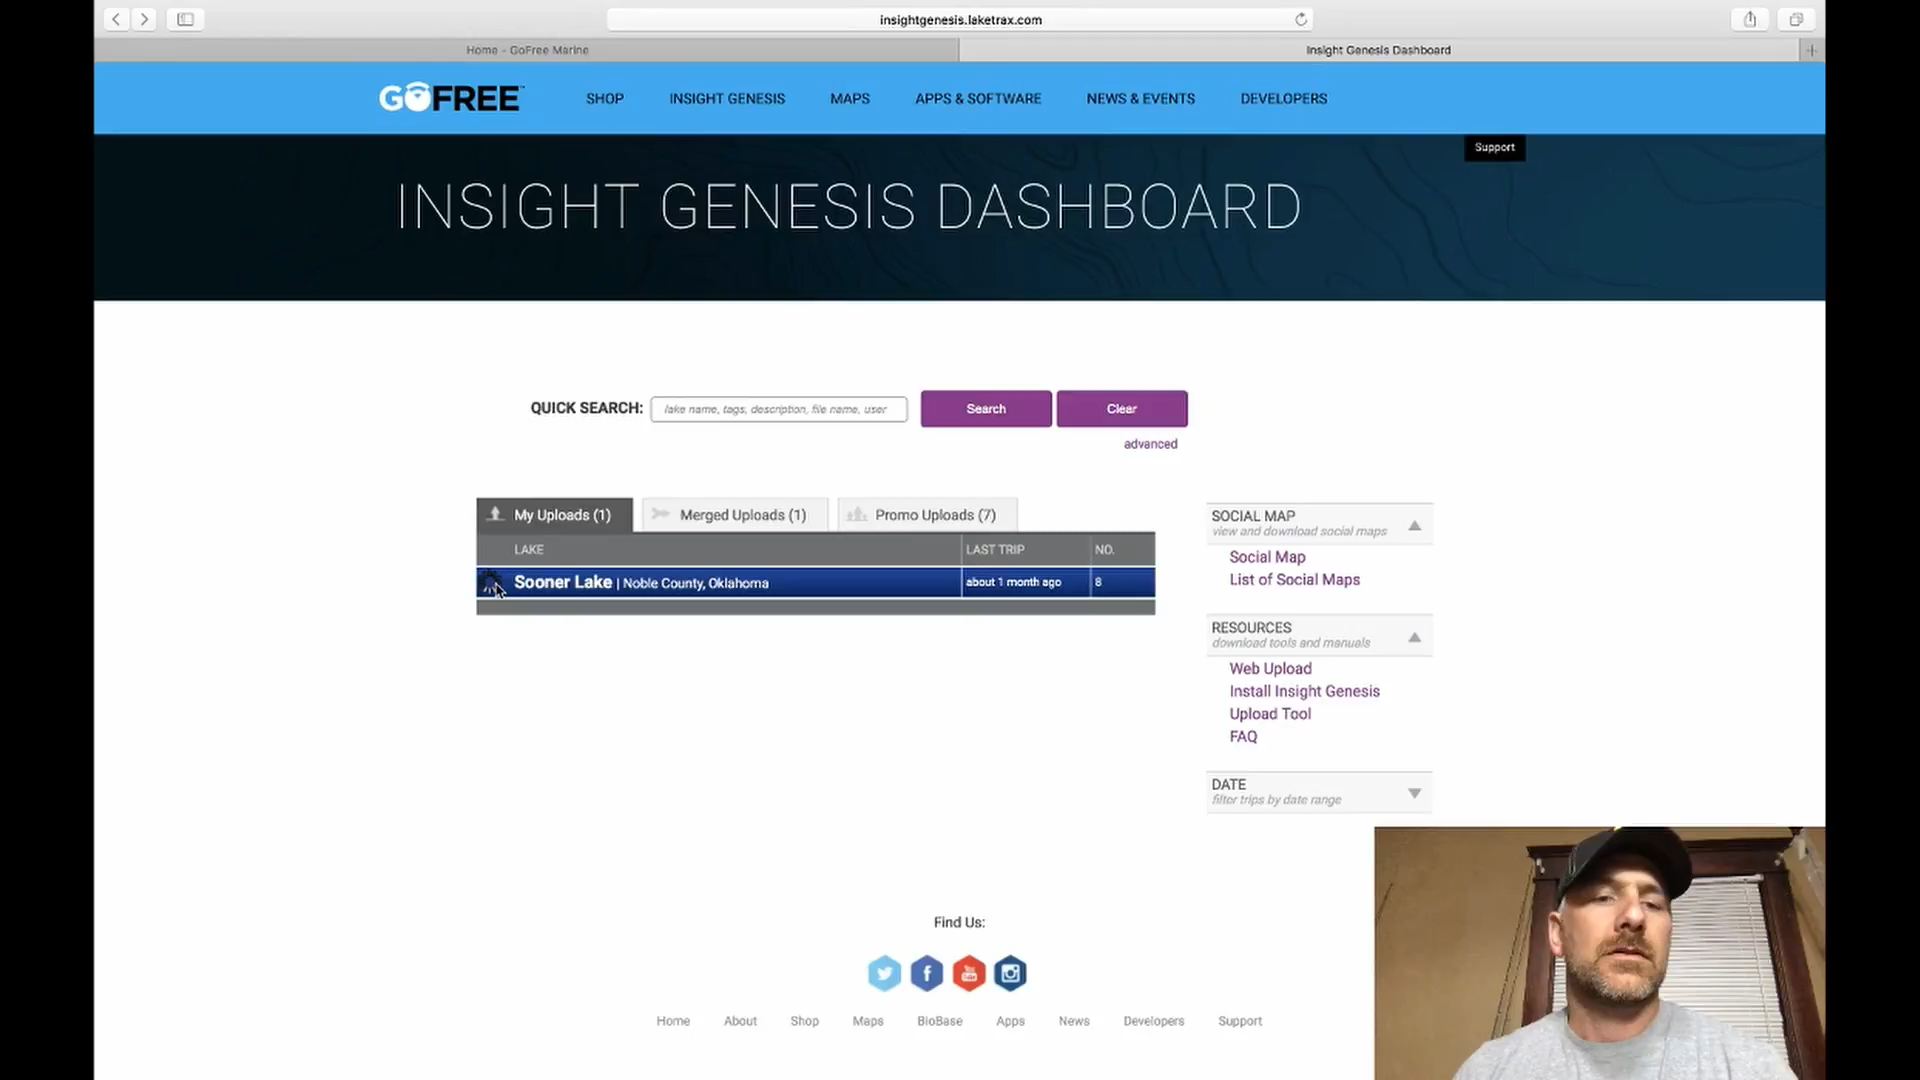 insightgenesis.laketrax.com
Home - GoFree Marine
Insight Genesis Dashboard
GOFREE
SHOP
INSIGHT GENESIS
MAPS
APPS & SOFTWARE
NEWS & EVENTS
DEVELOPERS
Support
INSIGHT GENESIS DASHBOARD
QUICK SEARCH:
lake name, tags, description, file name, user
Search
Clear
advanced
My Uploads (1)
Merged Uploads (1)
Promo Uploads (7)
LAKE
LAST TRIP
NO.
Sooner Lake | Noble County, Oklahoma
about 1 month ago
8
SOCIAL MAP
view and download social maps
Social Map
List of Social Maps
RESOURCES
download tools and manuals
Web Upload
Install Insight Genesis
Upload Tool
FAQ
DATE
filter trips by date range
Find Us:
You
Tube
Home
About
Shop
Maps
BioBase
Apps
News
Developers
Support